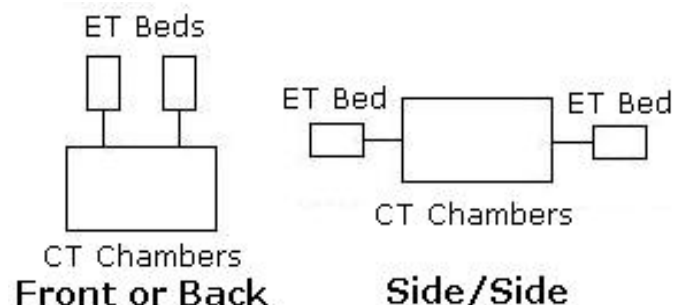 ET Beds
CT Chambers
Front or Back
ET Bed
ET Bed
CT Chambers
Side/Side